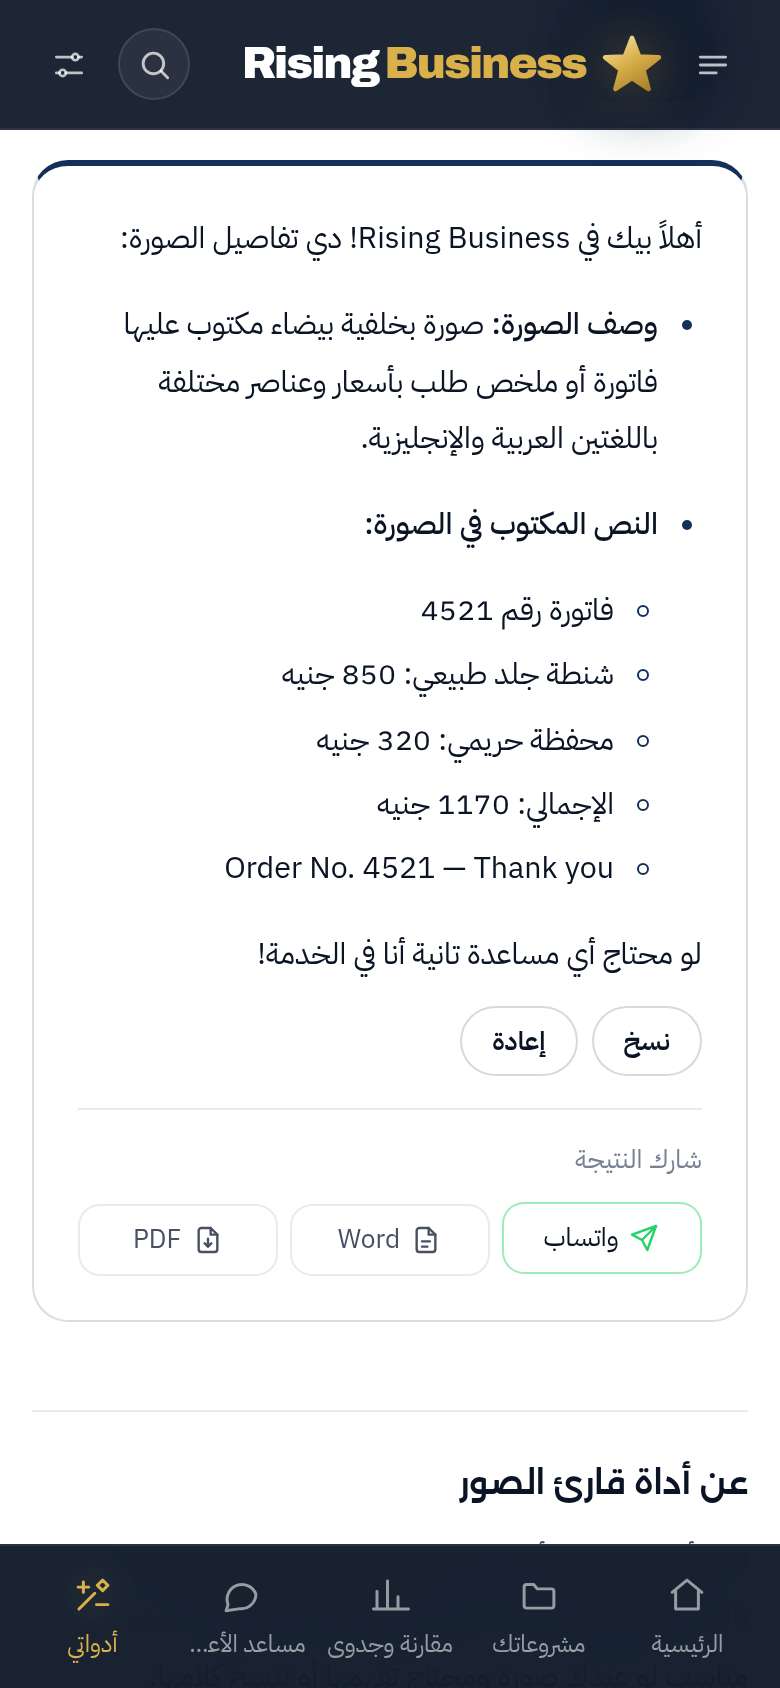 Rising Business
أهلاً بيك في Rising Business! دي تفاصيل الصورة:
وصف الصورة: صورة بخلفية بيضاء مكتوب عليها
فاتورة أو ملخص طلب بأسعار وعناصر مختلفة
باللغتين العربية والإنجليزية.
النص المكتوب في الصورة:
فاتورة رقم 4521
شنطة جلد طبيعي: 850 جنيه
محفظة حريمي: 320 جنيه
الإجمالي: 1170 جنيه
Order No. 4521 — Thank you
لو محتاج أي مساعدة تانية أنا في الخدمة!
نسخ
إعادة
شارك النتيجة
واتساب
Word
PDF
عن أداة قارئ الصور
الرئيسية
مشروعاتك
مقارنة وجدوى
مساعد الأعـ...
أدواتي